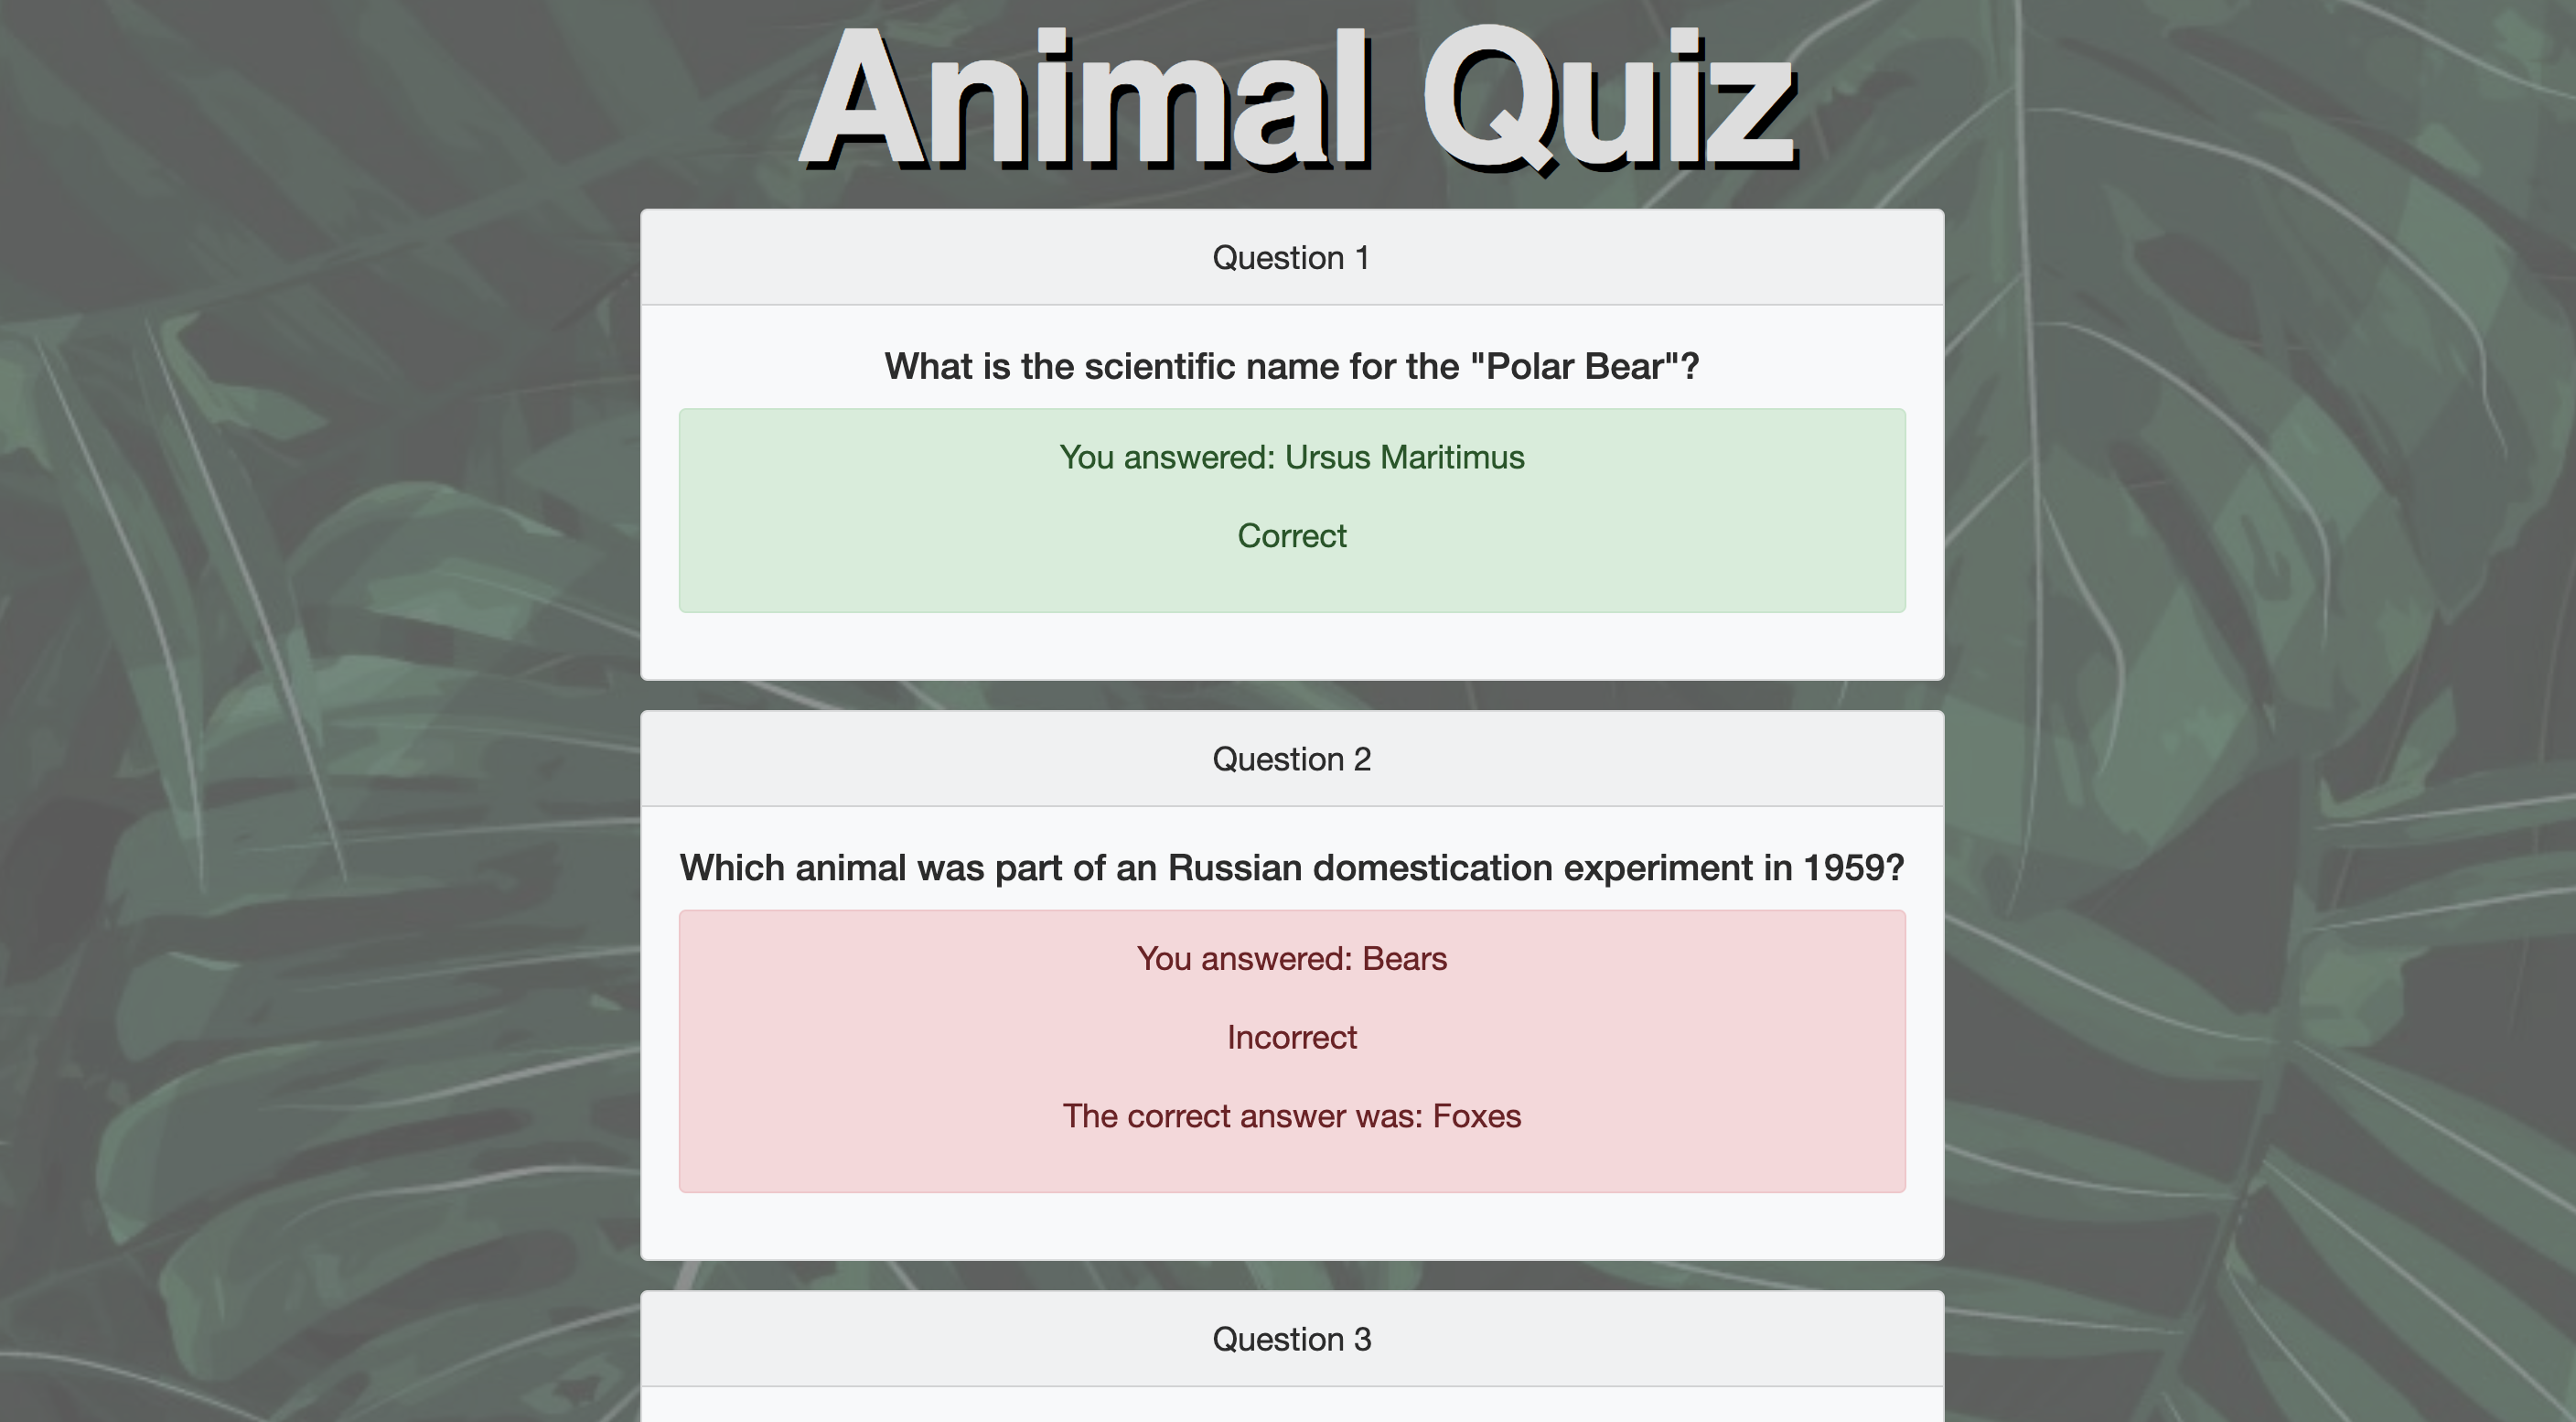 Animal Quiz
Question 1
What is the scientific name for the "Polar Bear"?
You answered: Ursus Maritimus
Correct
Question 2
Which animal was part of an Russian domestication experiment in 1959?
You answered: Bears
Incorrect
The correct answer was: Foxes
Question 3